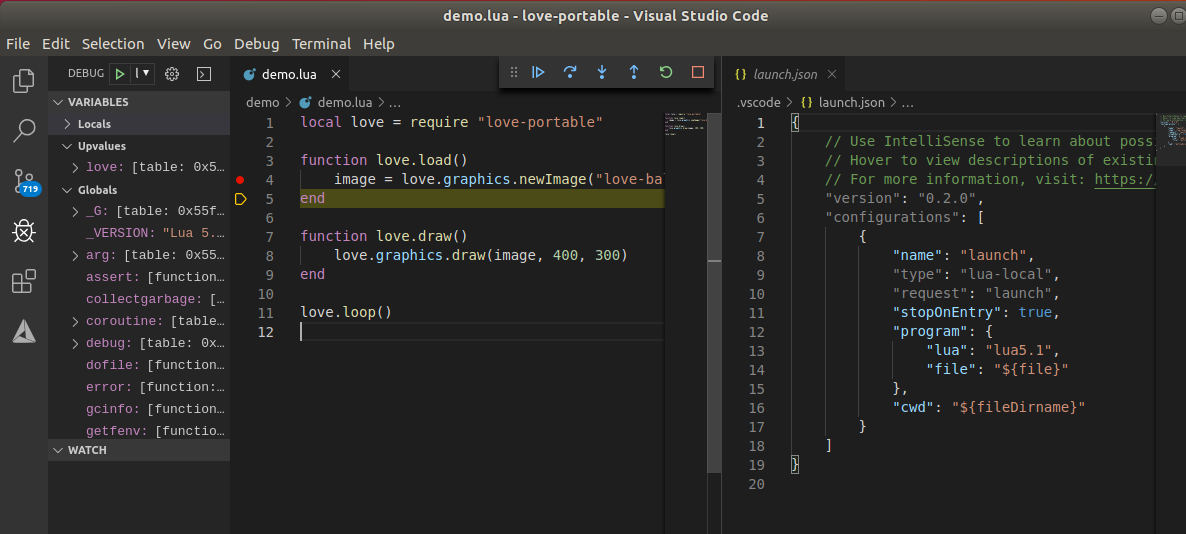 demo.lua - love-portable - Visual Studio Code
File Edit Selection View Go Debug Terminal Help
DEBUG l
VARIABLES
Locals
Upvalues
love: [table: 0x5…
Globals
_G: [table: 0x55f…
_VERSION: "Lua 5.…
arg: [table: 0x55…
assert: [function…
collectgarbage: […
coroutine: [table…
debug: [table: 0x…
dofile: [function…
error: [function:…
gcinfo: [function…
getfenv: [functio…
WATCH
719
demo.lua
demo > demo.lua > …
1 local love = require "love-portable"
2
3 function love.load()
4 image = love.graphics.newImage("love-ba
5 end
6
7 function love.draw()
8 love.graphics.draw(image, 400, 300)
9 end
10
11 love.loop()
12
{} launch.json
.vscode > {} launch.json > …
1 {
2 // Use IntelliSense to learn about poss
3 // Hover to view descriptions of existin
4 // For more information, visit: https:/
5 "version": "0.2.0",
6 "configurations": [
7 {
8 "name": "launch",
9 "type": "lua-local",
10 "request": "launch",
11 "stopOnEntry": true,
12 "program": {
13 "lua": "lua5.1",
14 "file": "${file}"
15 },
16 "cwd": "${fileDirname}"
17 }
18 ]
19 }
20